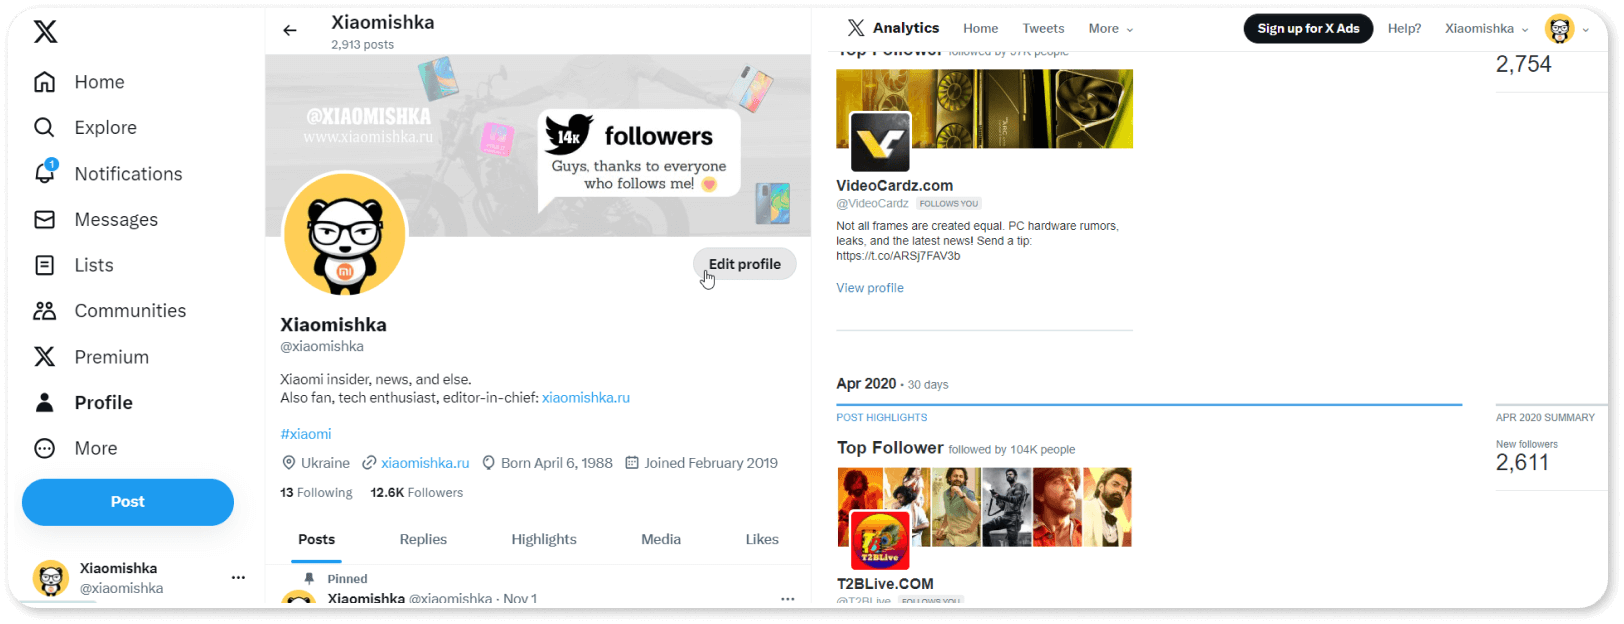 Home
Explore
1
Notifications
Messages
Lists
Communities
Premium
Profile
More
Post
Xiaomishka
@xiaomishka
Xiaomishka
2,913 posts
@XIAOMISHKA
www.xiaomishka.ru
14k
followers
Guys, thanks to everyone
who follows me!
Edit profile
Xiaomishka
@xiaomishka
Xiaomi insider, news, and else.
Also fan, tech enthusiast, editor-in-chief: xiaomishka.ru
#xiaomi
Ukraine xiaomishka.ru Born April 6, 1988 Joined February 2019
13 Following 12.6K Followers
Posts Replies Highlights Media Likes
Pinned
Xiaomishka @xiaomishka · Nov 1
Analytics Home Tweets More Sign up for X Ads Help? Xiaomishka
Top Follower followed by 37K people
VideoCardz.com
@VideoCardz FOLLOWS YOU
Not all frames are created equal. PC hardware rumors,
leaks, and the latest news! Send a tip:
https://t.co/ARSj7FAV3b
View profile
2,754
Apr 2020 • 30 days
POST HIGHLIGHTS
Top Follower followed by 104K people
T2BLive
T2BLive.COM
@T2BLive FOLLOWS YOU
APR 2020 SUMMARY
New followers
2,611